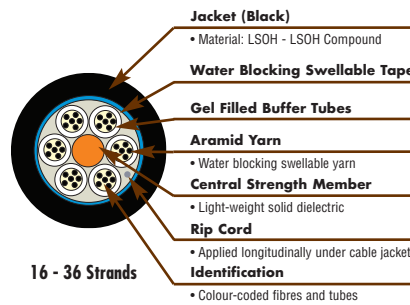 Jacket (Black)
• Material: LSOH - LSOH Compound
Water Blocking Swellable Tape
Gel Filled Buffer Tubes
Aramid Yarn
• Water blocking swellable yarn
Central Strength Member
• Light-weight solid dielectric
Rip Cord
• Applied longitudinally under cable jacket
Identification
• Colour-coded fibres and tubes
16 - 36 Strands